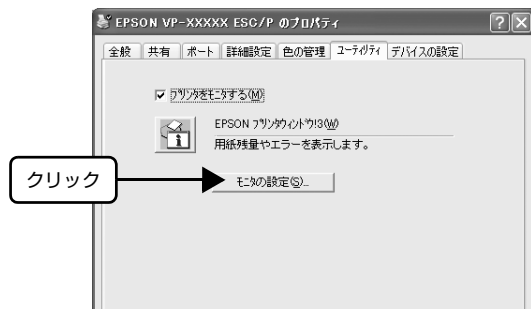 EPSON VP-XXXXX ESC/P のプロパティ
全般 共有 ポート 詳細設定 色の管理 ユーティリティ デバイスの設定
プリンタをモニタする(M)
EPSON プリンタウィンドウ!3(W)
用紙残量やエラーを表示します。
クリック
モニタの設定(S)...